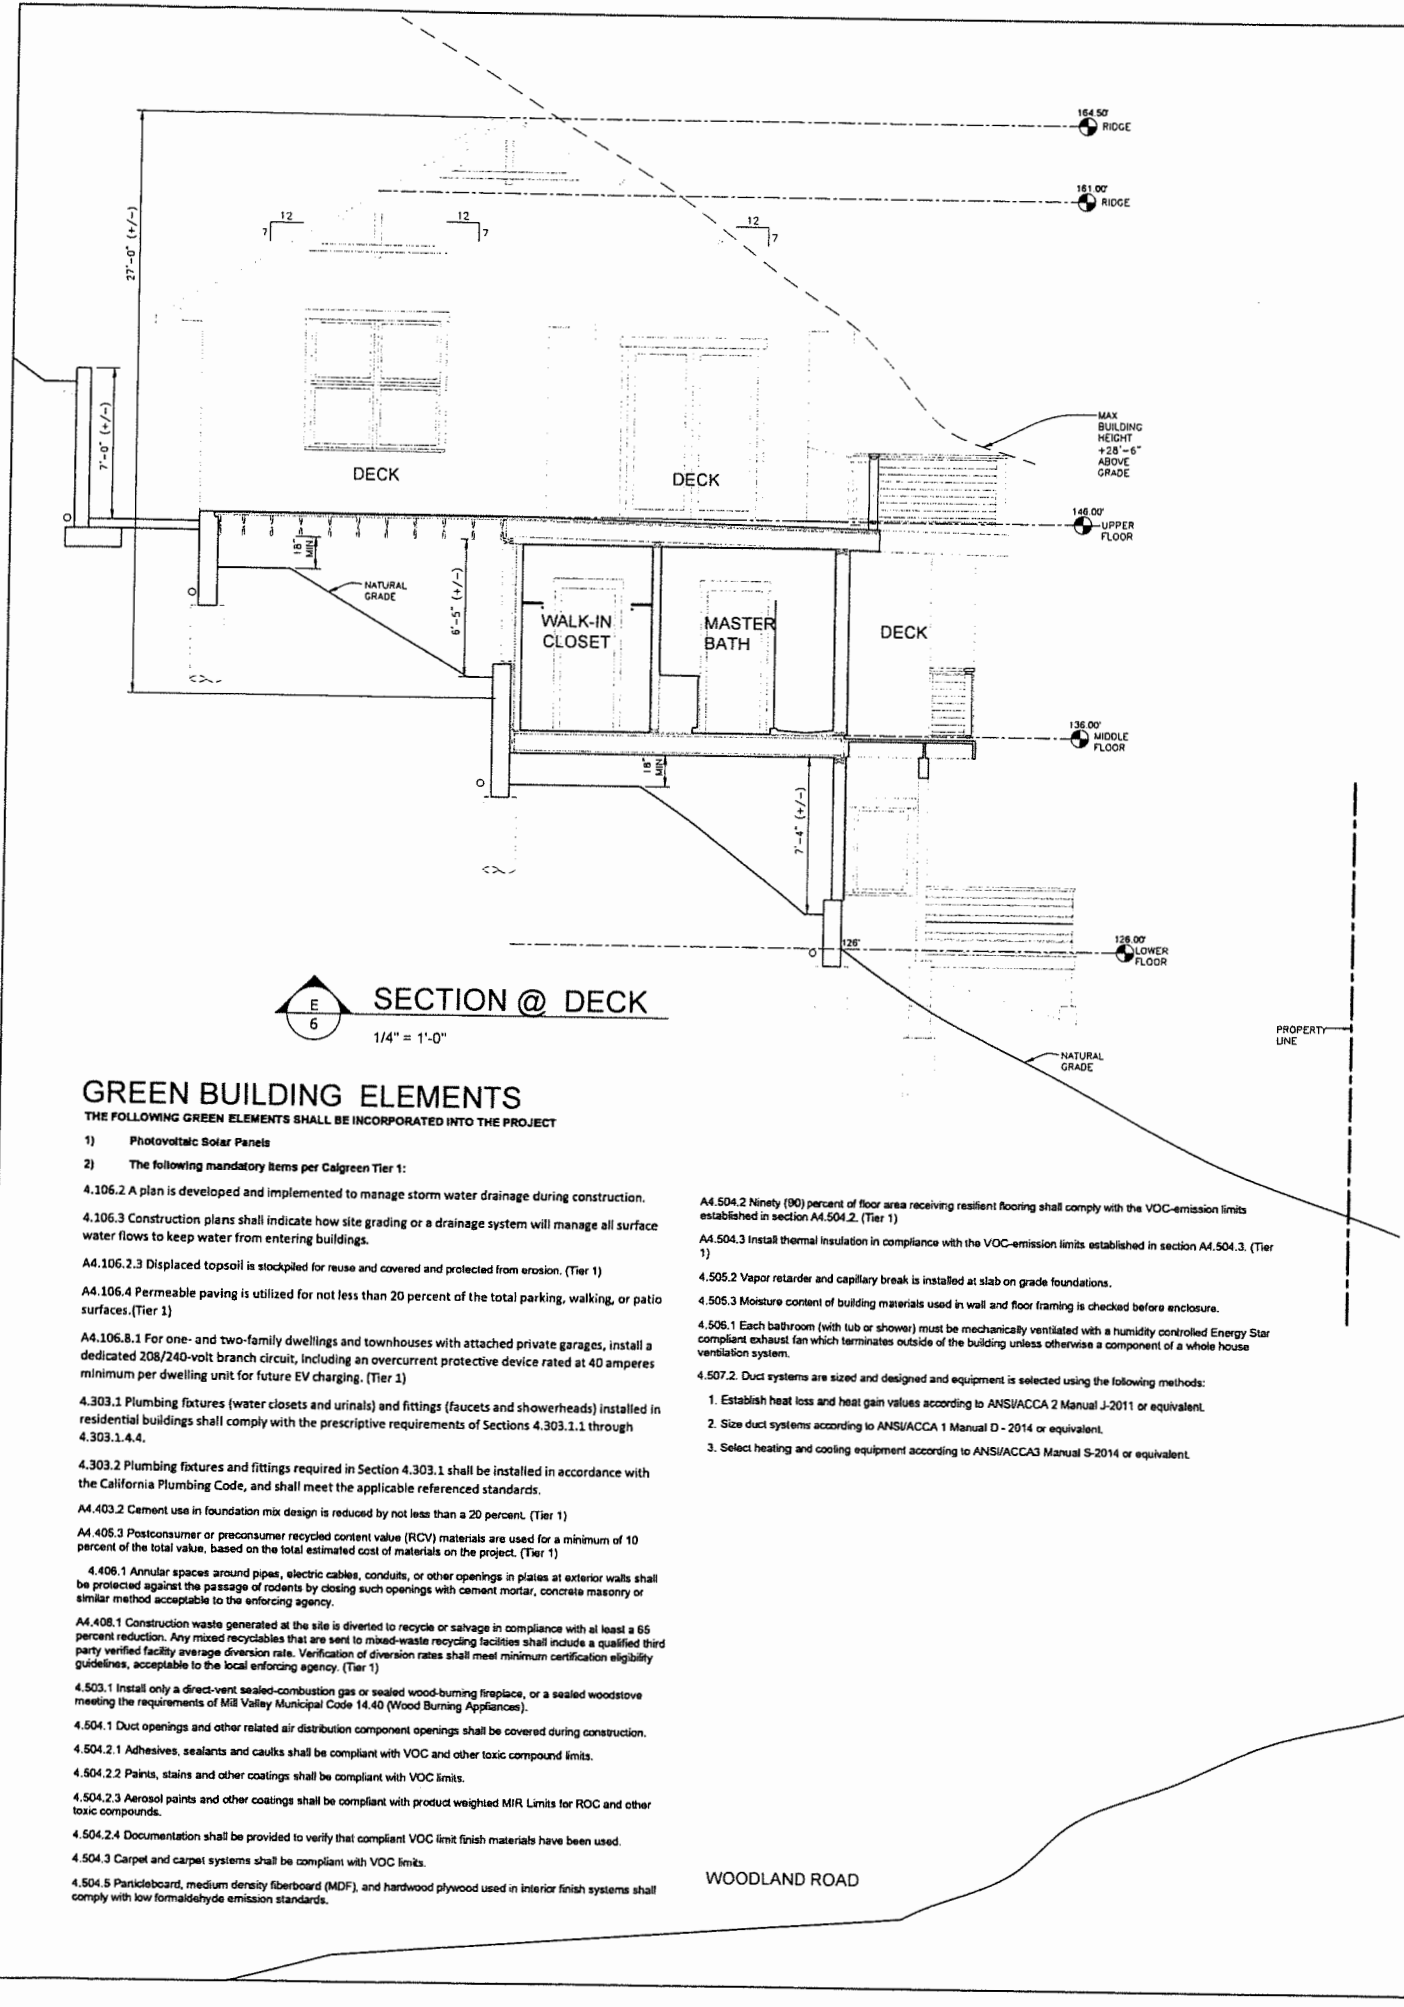 164.50'
RIDGE
161.00'
RIDGE
12
7
12
7
12
7
27'-0" (+/-)
7'-0" (+/-)
MAX
BUILDING
HEIGHT
+28'-6"
ABOVE
GRADE
DECK
DECK
146.00'
UPPER
FLOOR
18"
MIN
NATURAL
GRADE
6'-5" (+/-)
WALK-IN
CLOSET
MASTER
BATH
DECK
136.00'
MIDDLE
FLOOR
18"
MIN
7'-4" (+/-)
126'
126.00'
LOWER
FLOOR
E
6
SECTION @ DECK
1/4" = 1'-0"
PROPERTY
LINE
NATURAL
GRADE
GREEN BUILDING ELEMENTS
THE FOLLOWING GREEN ELEMENTS SHALL BE INCORPORATED INTO THE PROJECT
1) Photovoltaic Solar Panels
2) The following mandatory items per Calgreen Tier 1:
4.106.2 A plan is developed and implemented to manage storm water drainage during construction.
4.106.3 Construction plans shall indicate how site grading or a drainage system will manage all surface
water flows to keep water from entering buildings.
A4.106.2.3 Displaced topsoil is stockpiled for reuse and covered and protected from erosion. (Tier 1)
A4.106.4 Permeable paving is utilized for not less than 20 percent of the total parking, walking, or patio
surfaces.(Tier 1)
A4.106.8.1 For one- and two-family dwellings and townhouses with attached private garages, install a
dedicated 208/240-volt branch circuit, including an overcurrent protective device rated at 40 amperes
minimum per dwelling unit for future EV charging. (Tier 1)
4.303.1 Plumbing fixtures (water closets and urinals) and fittings (faucets and showerheads) installed in
residential buildings shall comply with the prescriptive requirements of Sections 4.303.1.1 through
4.303.1.4.4.
4.303.2 Plumbing fixtures and fittings required in Section 4.303.1 shall be installed in accordance with
the California Plumbing Code, and shall meet the applicable referenced standards.
A4.403.2 Cement use in foundation mix design is reduced by not less than a 20 percent. (Tier 1)
A4.405.3 Postconsumer or preconsumer recycled content value (RCV) materials are used for a minimum of 10
percent of the total value, based on the total estimated cost of materials on the project. (Tier 1)
4.406.1 Annular spaces around pipes, electric cables, conduits, or other openings in plates at exterior walls shall
be protected against the passage of rodents by closing such openings with cement mortar, concrete masonry or
similar method acceptable to the enforcing agency.
A4.408.1 Construction waste generated at the site is diverted to recycle or salvage in compliance with at least a 65
percent reduction. Any mixed recyclables that are sent to mixed-waste recycling facilities shall include a qualified third
party verified facility average diversion rate. Verification of diversion rates shall meet minimum certification eligibility
guidelines, acceptable to the local enforcing agency. (Tier 1)
4.503.1 Install only a direct-vent sealed-combustion gas or sealed wood-burning fireplace, or a sealed woodstove
meeting the requirements of Mill Valley Municipal Code 14.40 (Wood Burning Appliances).
4.504.1 Duct openings and other related air distribution component openings shall be covered during construction.
4.504.2.1 Adhesives, sealants and caulks shall be compliant with VOC and other toxic compound limits.
4.504.2.2 Paints, stains and other coatings shall be compliant with VOC limits.
4.504.2.3 Aerosol paints and other coatings shall be compliant with product weighted MIR Limits for ROC and other
toxic compounds.
4.504.2.4 Documentation shall be provided to verify that compliant VOC limit finish materials have been used.
4.504.3 Carpet and carpet systems shall be compliant with VOC limits.
4.504.5 Particleboard, medium density fiberboard (MDF), and hardwood plywood used in interior finish systems shall
comply with low formaldehyde emission standards.
A4.504.2 Ninety (90) percent of floor area receiving resilient flooring shall comply with the VOC-emission limits
established in section A4.504.2. (Tier 1)
A4.504.3 Install thermal insulation in compliance with the VOC-emission limits established in section A4.504.3. (Tier
1)
4.505.2 Vapor retarder and capillary break is installed at slab on grade foundations.
4.505.3 Moisture content of building materials used in wall and floor framing is checked before enclosure.
4.506.1 Each bathroom (with tub or shower) must be mechanically ventilated with a humidity controlled Energy Star
compliant exhaust fan which terminates outside of the building unless otherwise a component of a whole house
ventilation system.
4.507.2. Duct systems are sized and designed and equipment is selected using the following methods:
1. Establish heat loss and heat gain values according to ANSI/ACCA 2 Manual J-2011 or equivalent.
2. Size duct systems according to ANSI/ACCA 1 Manual D - 2014 or equivalent.
3. Select heating and cooling equipment according to ANSI/ACCA3 Manual S-2014 or equivalent.
WOODLAND ROAD